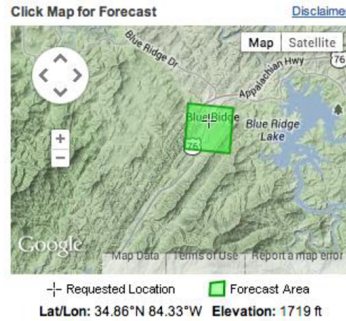 Click Map for Forecast
Disclaimer
Blue Ridge Dr
Map
Satellite
76
Appalachian Hwy
Blue Ridge
Blue Ridge
Lake
76
+
−
Google
Map Data
Terms of Use
Report a map error
Requested Location
Forecast Area
Lat/Lon: 34.86°N 84.33°W Elevation: 1719 ft